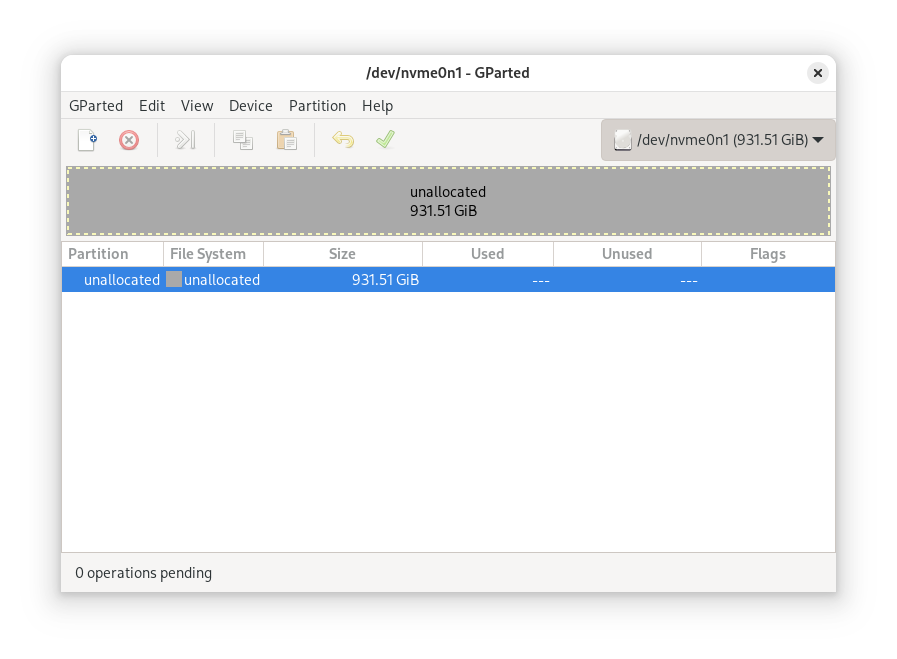 /dev/nvme0n1 - GParted
GParted Edit View Device Partition Help
/dev/nvme0n1 (931.51 GiB)
unallocated
931.51 GiB
Partition File System Size Used Unused Flags
unallocated unallocated 931.51 GiB --- ---
0 operations pending